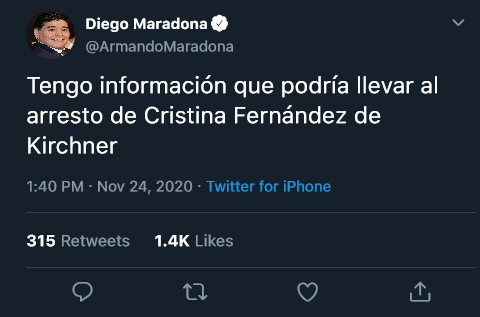 Diego Maradona
@ArmandoMaradona
Tengo información que podría llevar al
arresto de Cristina Fernández de
Kirchner
1:40 PM · Nov 24, 2020 · Twitter for iPhone
315 Retweets 1.4K Likes